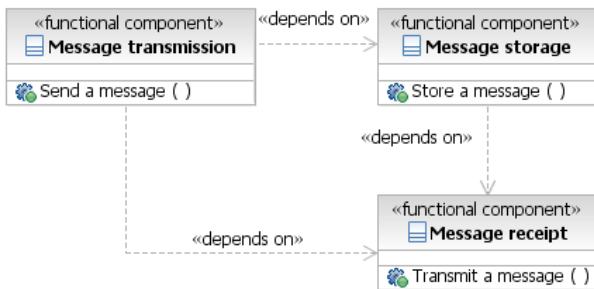 «functional component»
Message transmission
Send a message ( )
«depends on»
«functional component»
Message storage
Store a message ( )
«depends on»
«depends on»
«functional component»
Message receipt
Transmit a message ( )